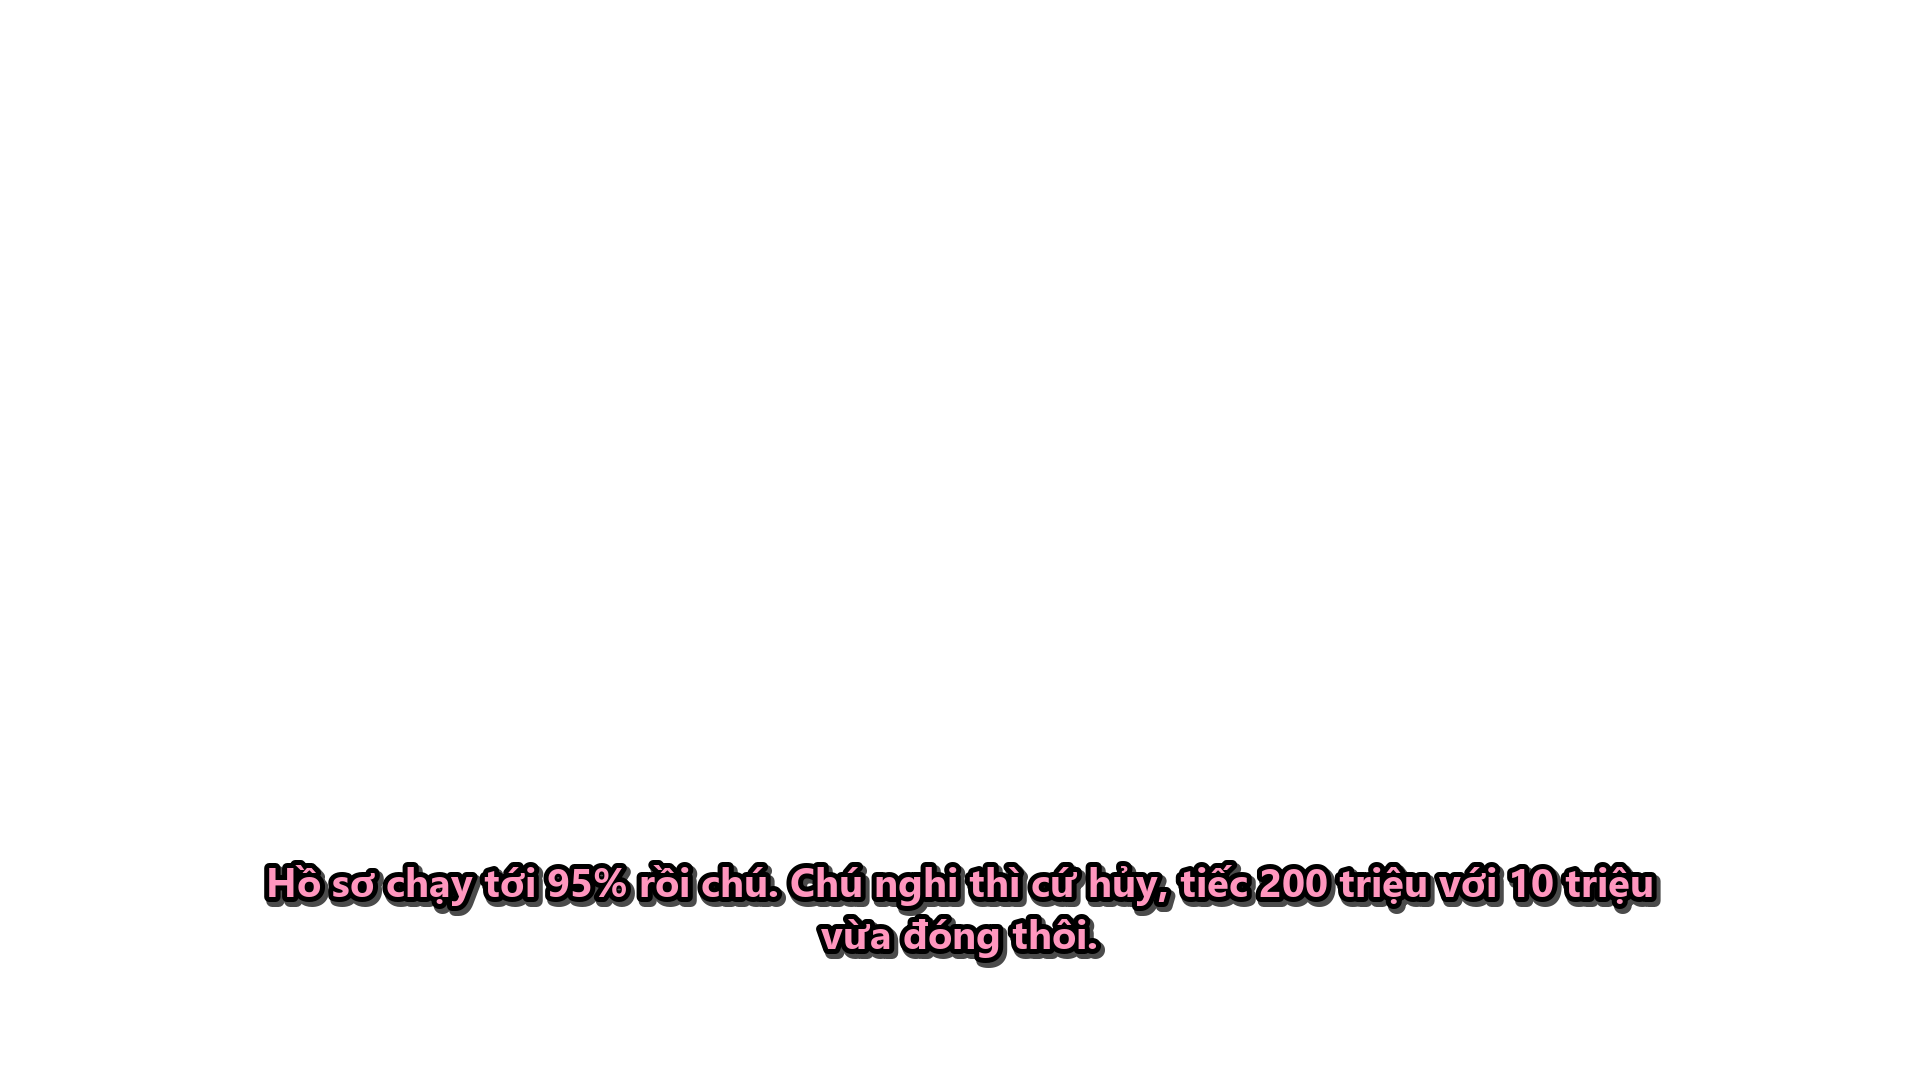 Hồ sơ chạy tới 95% rồi chú. Chú nghi thì cứ hủy, tiếc 200 triệu với 10 triệu
vừa đóng thôi.